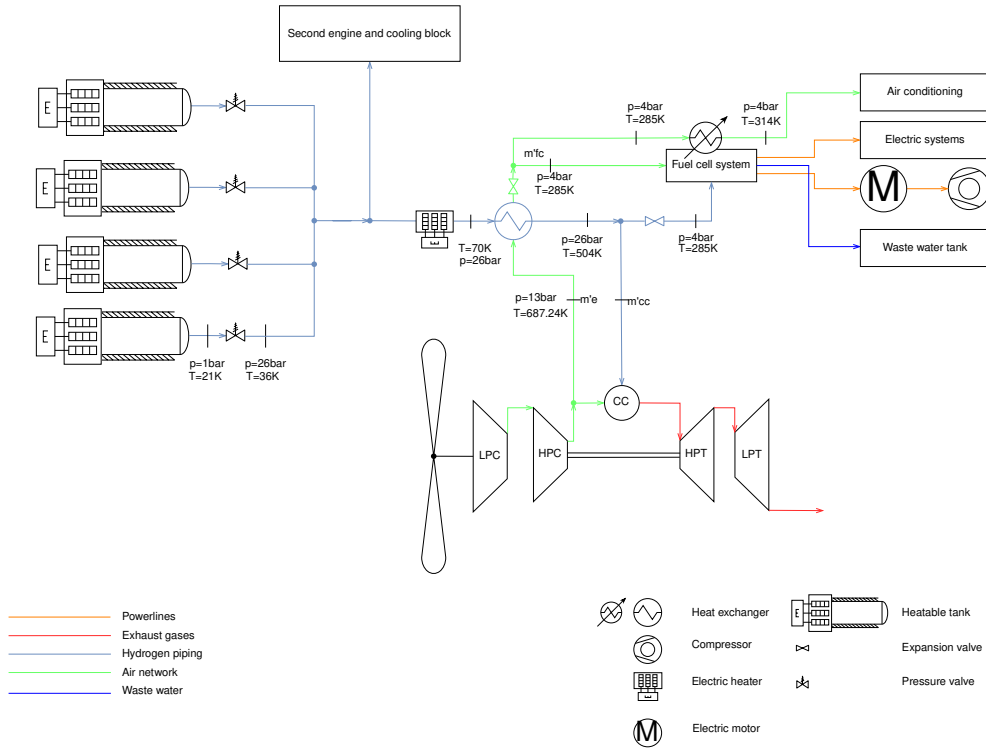 Second engine and cooling block
E
E
E
E
p=1bar
T=21K
p=26bar
T=36K
E
T=70K
p=26bar
m'fc
p=4bar
T=285K
p=4bar
T=285K
p=4bar
T=314K
Fuel cell system
p=26bar
T=504K
p=4bar
T=285K
p=13bar
T=687.24K
m'e
m'cc
Air conditioning
Electric systems
M
Waste water tank
LPC
HPC
CC
HPT
LPT
Powerlines
Exhaust gases
Hydrogen piping
Air network
Waste water
Heat exchanger
Compressor
E
Electric heater
M
Electric motor
E
Heatable tank
Expansion valve
Pressure valve